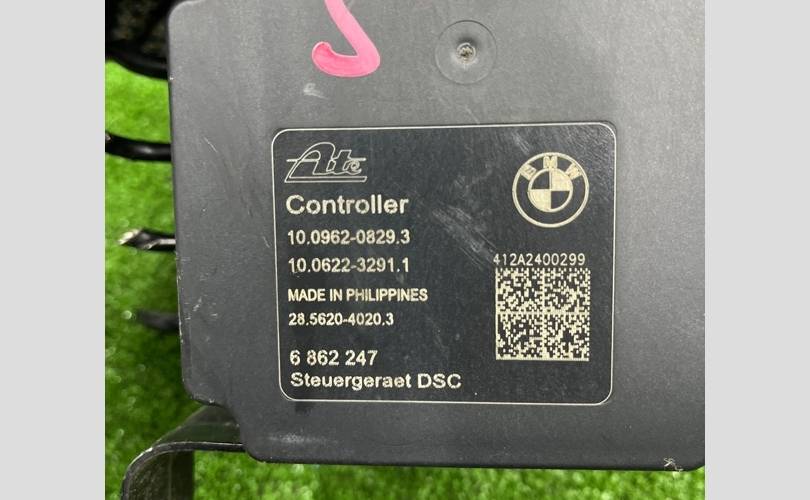 S
Ate
BMW
Controller
10.0962-0829.3
10.0622-3291.1
412A2400299
MADE IN PHILIPPINES
28.5620-4020.3
6 862 247
Steuergeraet DSC